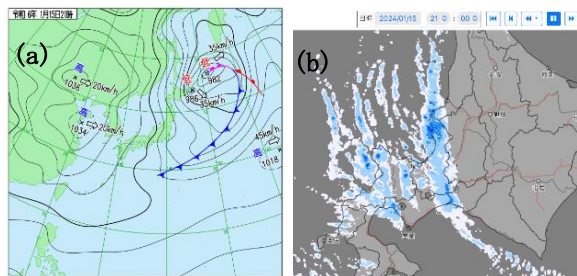 令和 6年 1月15日21時
(a)
高
1036
20km/h
高
1034
20km/h
低
986
35km/h
低
982
35km/h
高
1018
45km/h
日時 2024/01/15 21 : 00
(b)